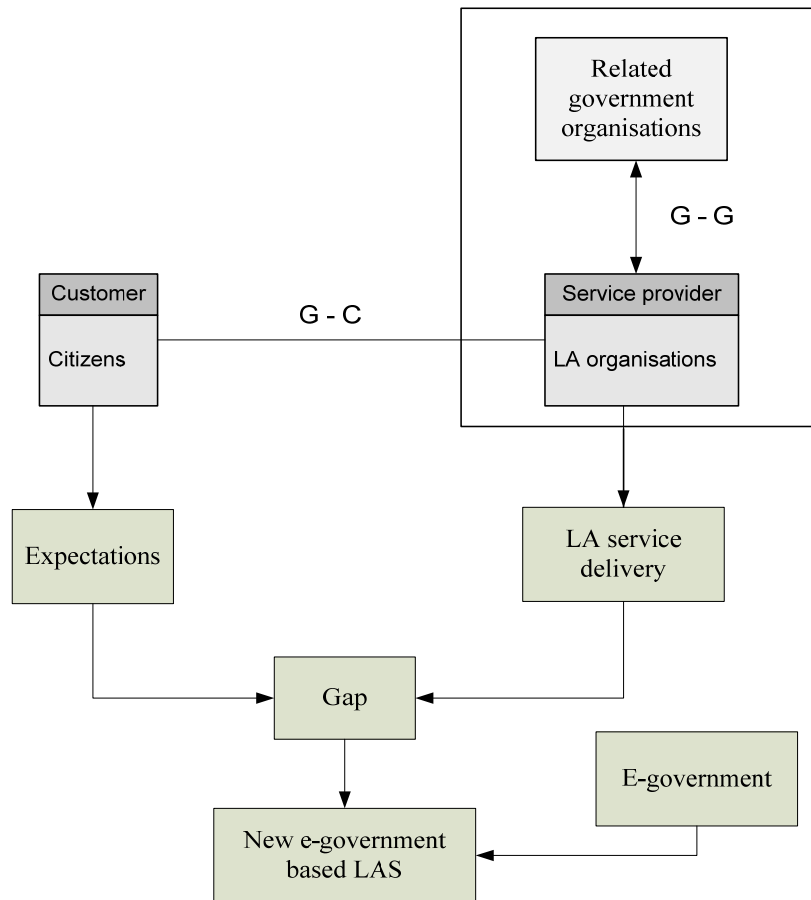 Related
government
organisations
G - G
Customer
Citizens
G - C
Service provider
LA organisations
Expectations
LA service
delivery
Gap
E-government
New e-government
based LAS